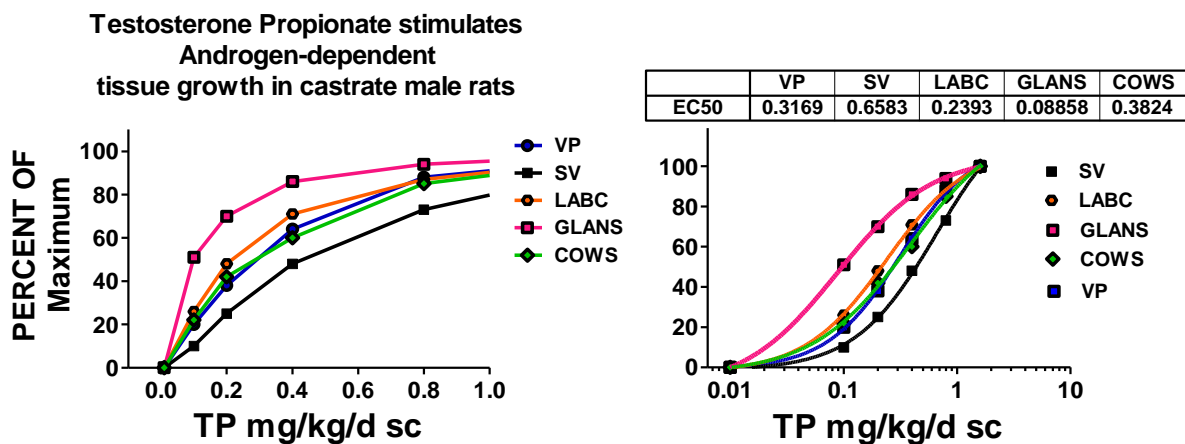 Testosterone Propionate stimulates
Androgen-dependent
tissue growth in castrate male rats
PERCENT OF
Maximum
100
80
60
40
20
0
0.0 0.2 0.4 0.6 0.8 1.0
TP mg/kg/d sc
VP
SV
LABC
GLANS
COWS
VP SV LABC GLANS COWS
EC50 0.3169 0.6583 0.2393 0.08858 0.3824
100
80
60
40
20
0
0.01 0.1 1 10
TP mg/kg/d sc
SV
LABC
GLANS
COWS
VP